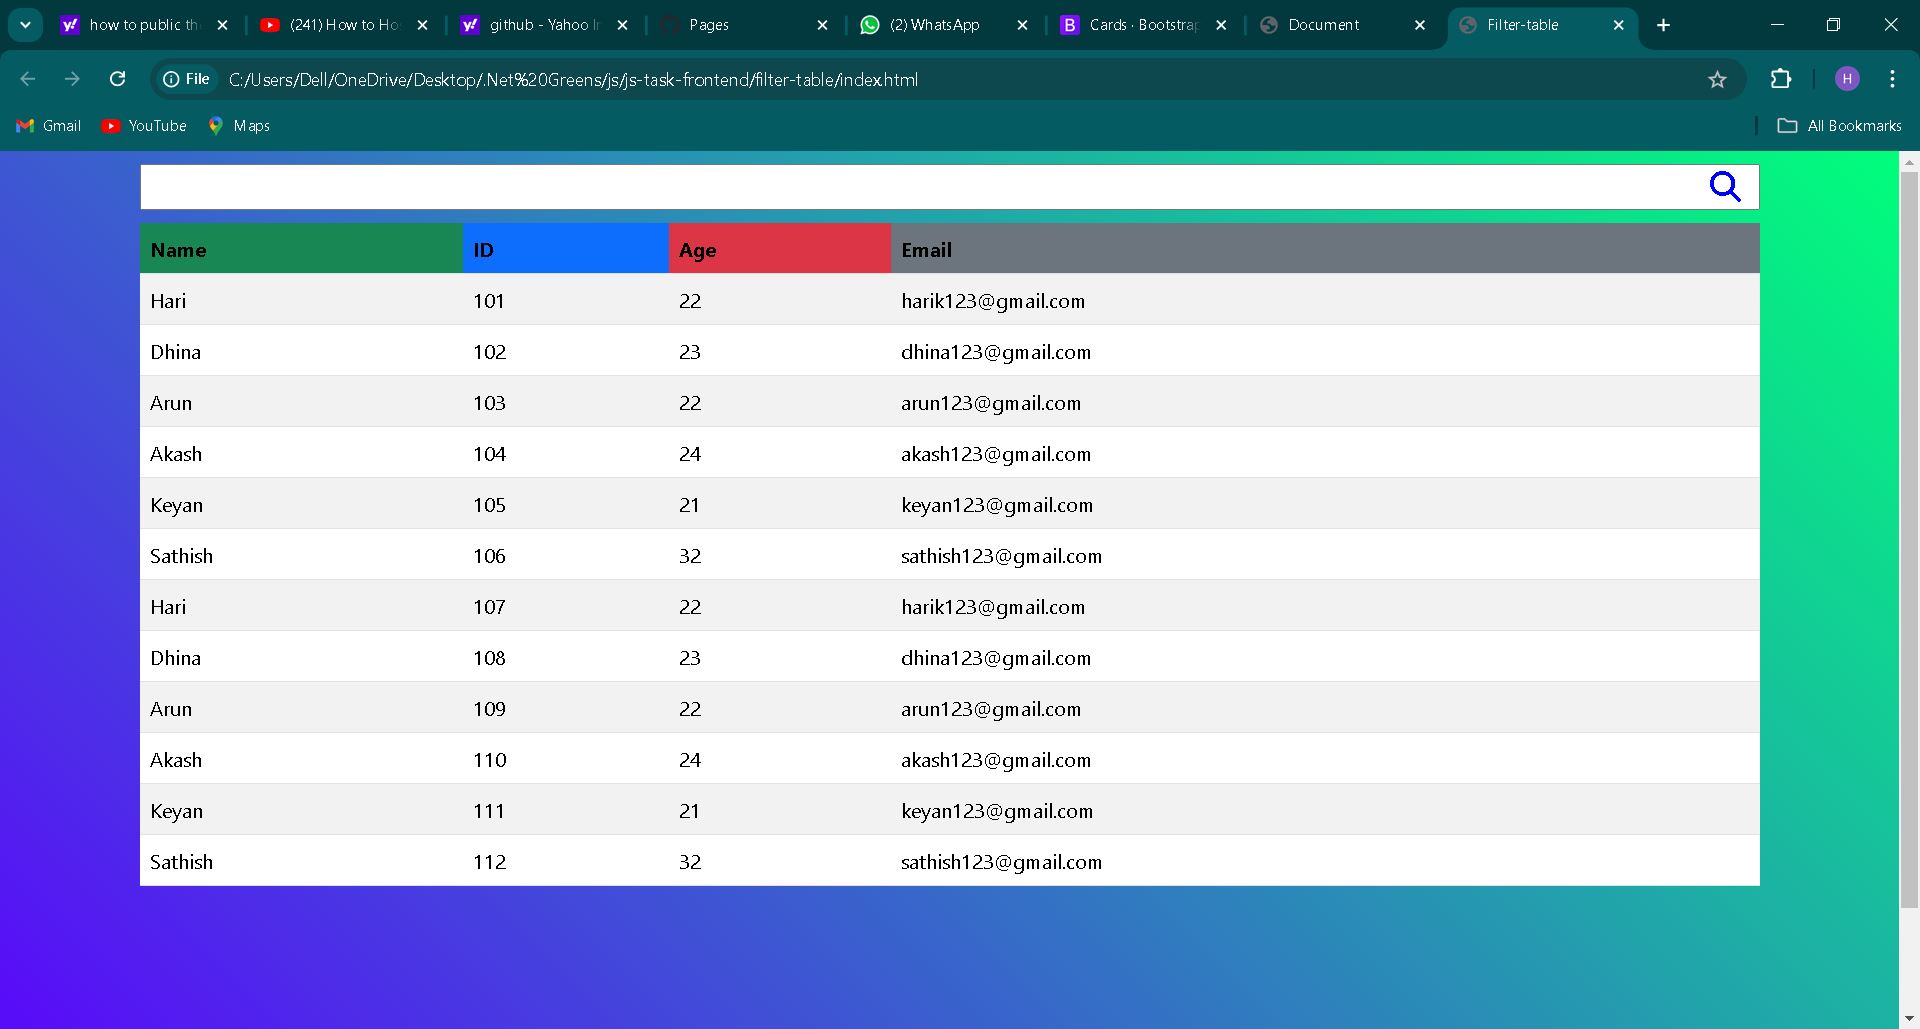 how to public th
(241) How to Ho
github - Yahoo I
Pages
(2) WhatsApp
Cards · Bootstrap
Document
Filter-table
File
C:/Users/Dell/OneDrive/Desktop/.Net%20Greens/js/js-task-frontend/filter-table/index.html
H
Gmail
YouTube
Maps
All Bookmarks
Name ID Age Email
Hari 101 22 harik123@gmail.com
Dhina 102 23 dhina123@gmail.com
Arun 103 22 arun123@gmail.com
Akash 104 24 akash123@gmail.com
Keyan 105 21 keyan123@gmail.com
Sathish 106 32 sathish123@gmail.com
Hari 107 22 harik123@gmail.com
Dhina 108 23 dhina123@gmail.com
Arun 109 22 arun123@gmail.com
Akash 110 24 akash123@gmail.com
Keyan 111 21 keyan123@gmail.com
Sathish 112 32 sathish123@gmail.com